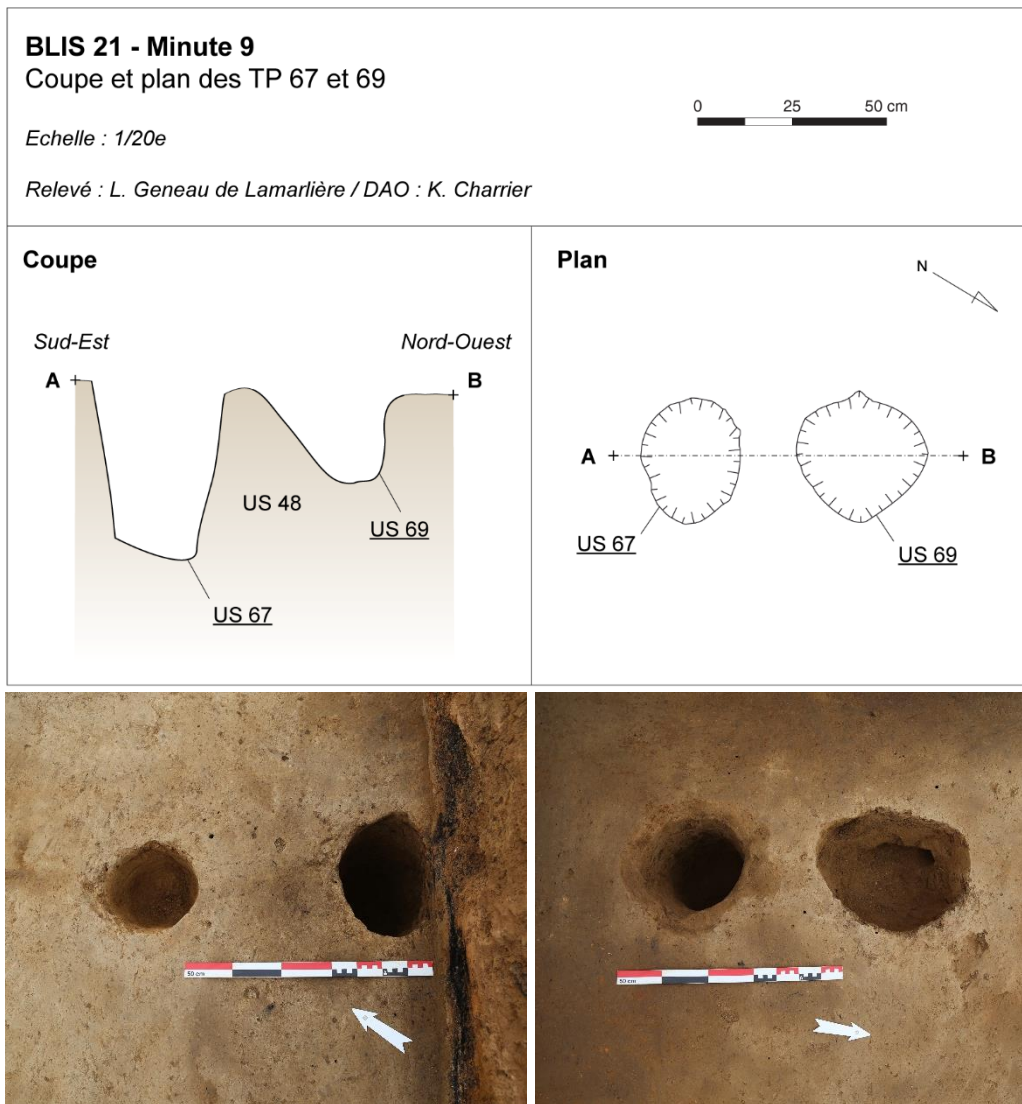 BLIS 21 - Minute 9
Coupe et plan des TP 67 et 69
0 25 50 cm
Echelle : 1/20e
Relevé : L. Geneau de Lamarlière / DAO : K. Charrier
Coupe
Sud-Est
Nord-Ouest
A
B
US 48
US 69
US 67
Plan
N
A
B
US 67
US 69
50 cm
50 cm